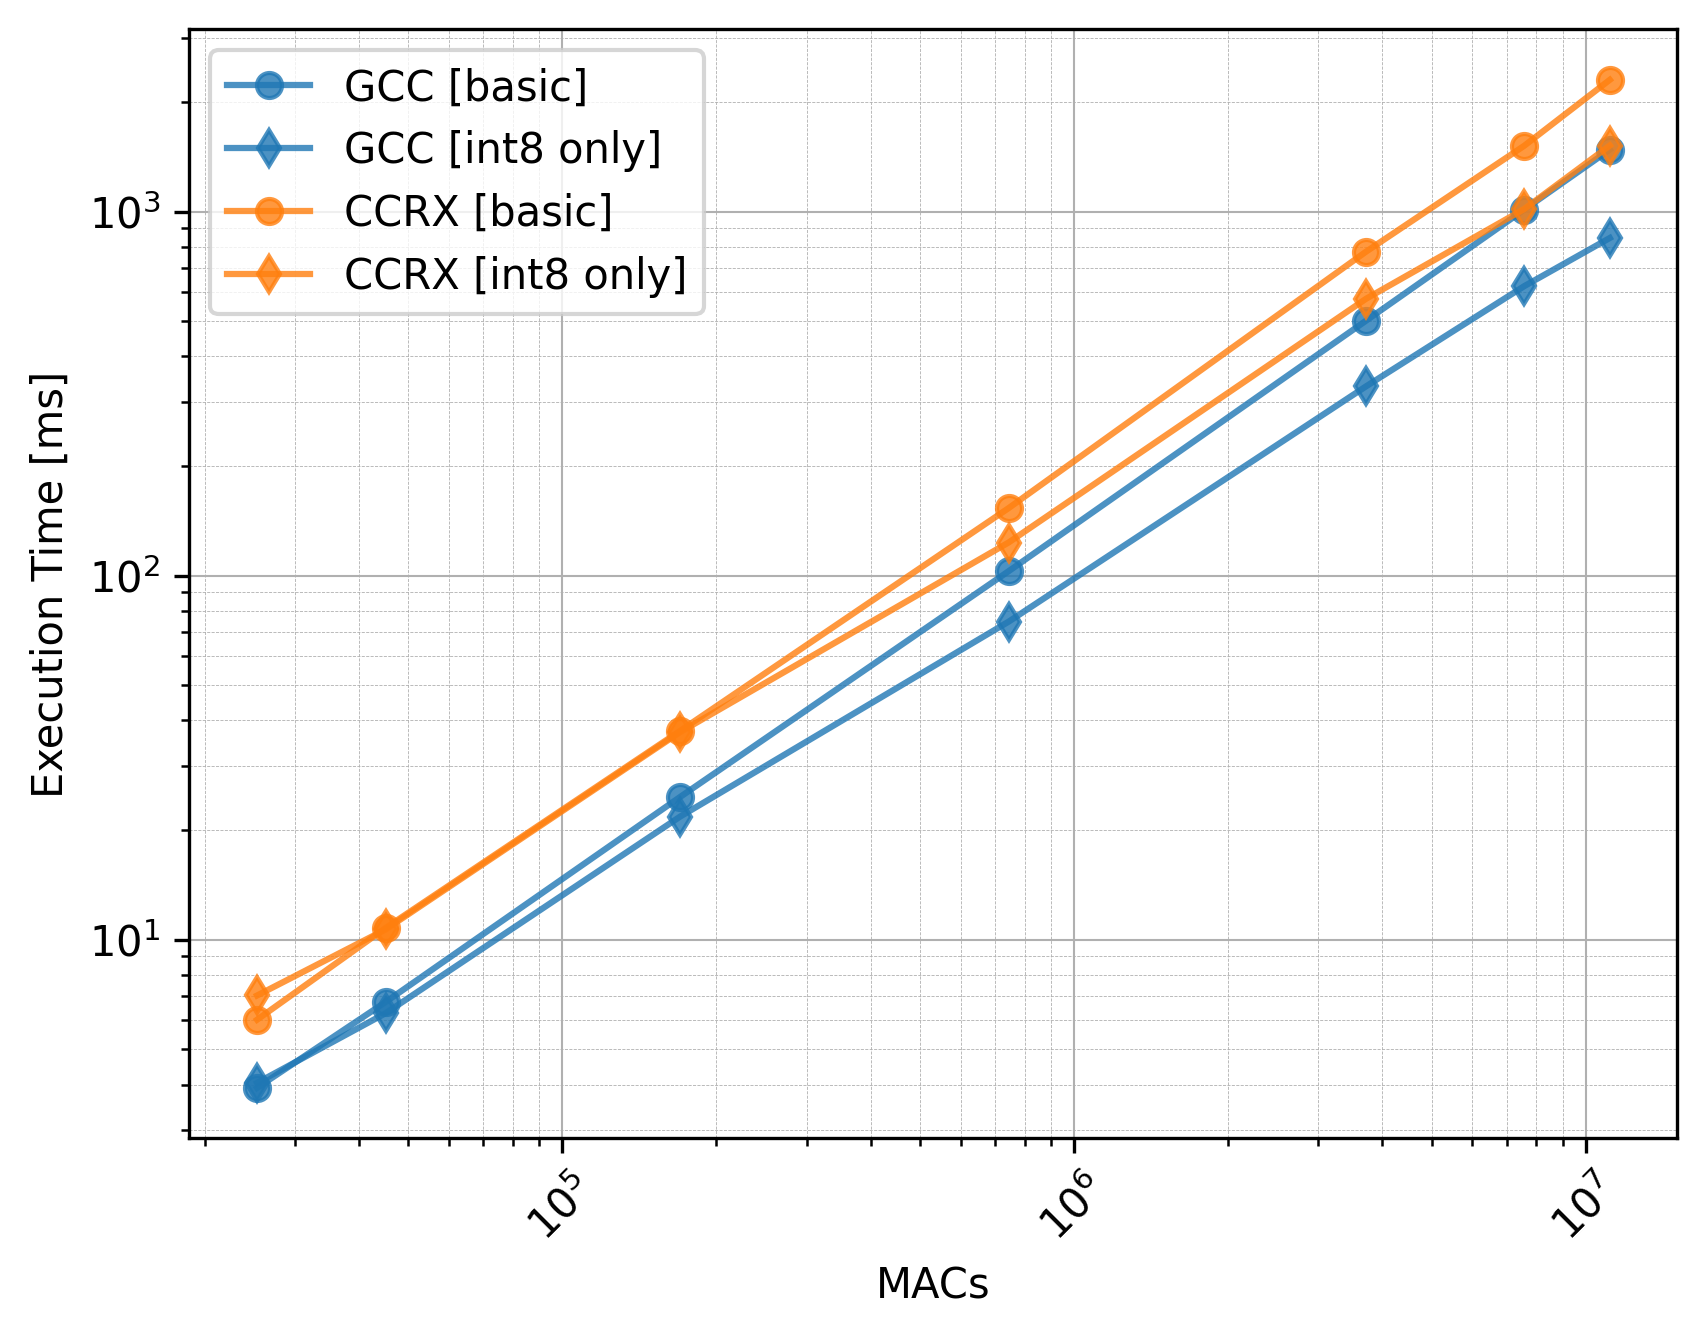 GCC [basic]
GCC [int8 only]
CCRX [basic]
CCRX [int8 only]
Execution Time [ms]
10³
10²
10¹
10⁵
10⁶
10⁷
MACs